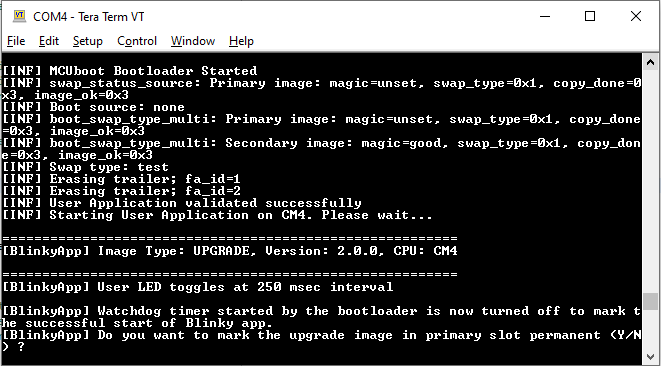 COM4 - Tera Term VT
File Edit Setup Control Window Help
[INF] MCUboot Bootloader Started
[INF] swap_status_source: Primary image: magic=unset, swap_type=0x1, copy_done=0
x3, image_ok=0x3
[INF] Boot source: none
[INF] boot_swap_type_multi: Primary image: magic=unset, swap_type=0x1, copy_done
=0x3, image_ok=0x3
[INF] boot_swap_type_multi: Secondary image: magic=good, swap_type=0x1, copy_don
e=0x3, image_ok=0x3
[INF] Swap type: test
[INF] Erasing trailer; fa_id=1
[INF] Erasing trailer; fa_id=2
[INF] User Application validated successfully
[INF] Starting User Application on CM4. Please wait...
=========================================================
[BlinkyApp] Image Type: UPGRADE, Version: 2.0.0, CPU: CM4
=========================================================
[BlinkyApp] User LED toggles at 250 msec interval
[BlinkyApp] Watchdog timer started by the bootloader is now turned off to mark t
he successful start of Blinky app.
[BlinkyApp] Do you want to mark the upgrade image in primary slot permanent (Y/N
) ?